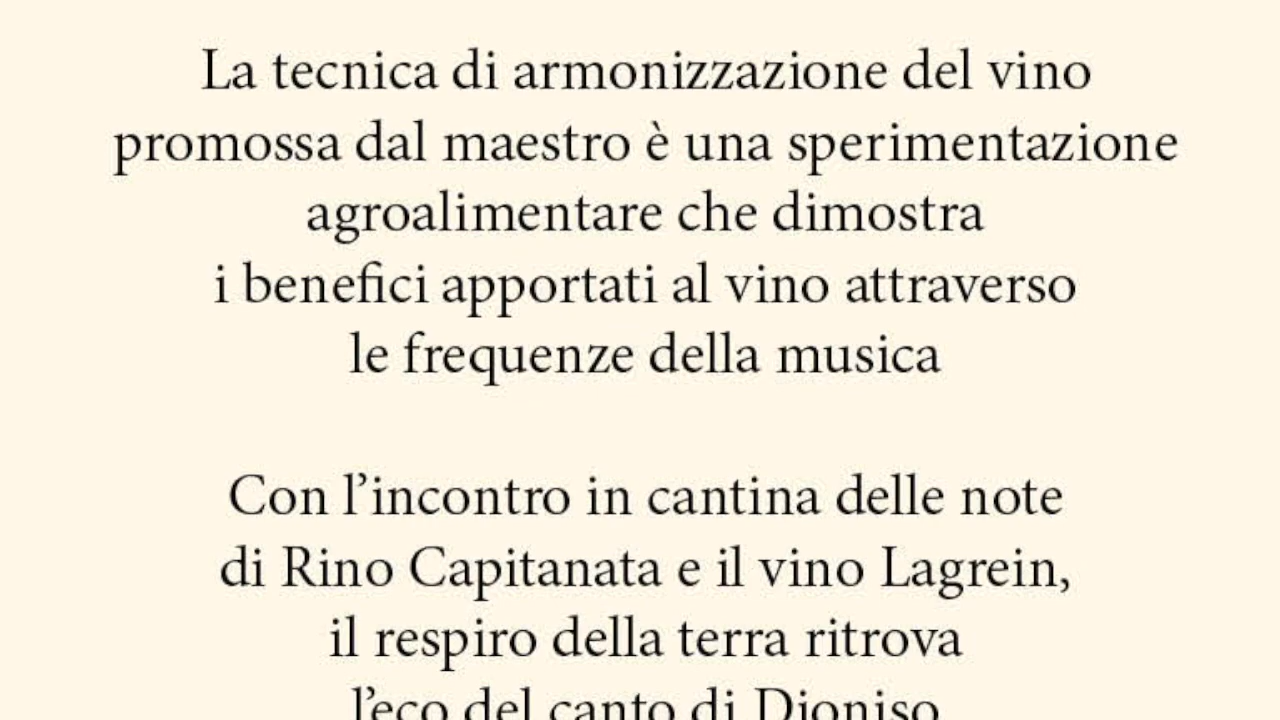 La tecnica di armonizzazione del vino
promossa dal maestro è una sperimentazione
agroalimentare che dimostra
i benefici apportati al vino attraverso
le frequenze della musica
Con l’incontro in cantina delle note
di Rino Capitanata e il vino Lagrein,
il respiro della terra ritrova
l’eco del canto di Dioniso